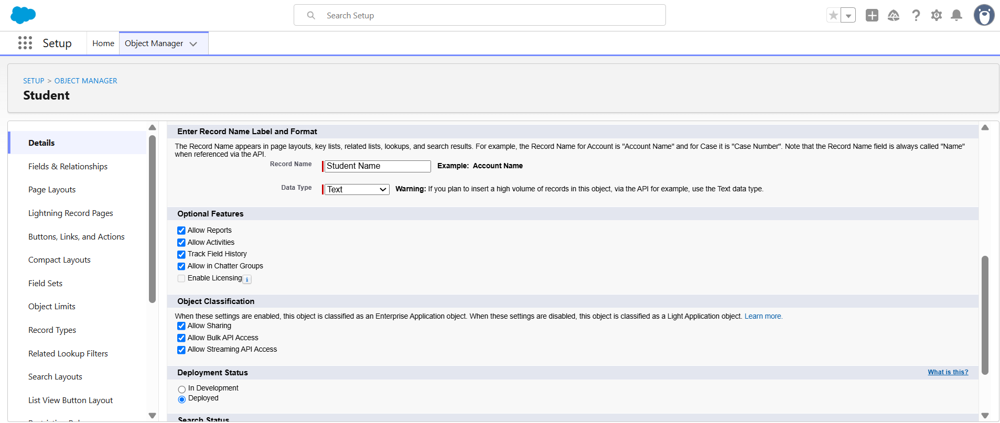 Search Setup
Setup
Home
Object Manager
SETUP > OBJECT MANAGER
Student
Details
Fields & Relationships
Page Layouts
Lightning Record Pages
Buttons, Links, and Actions
Compact Layouts
Field Sets
Object Limits
Record Types
Related Lookup Filters
Search Layouts
List View Button Layout
Enter Record Name Label and Format
The Record Name appears in page layouts, key lists, related lists, lookups, and search results. For example, the Record Name for Account is "Account Name" and for Case it is "Case Number". Note that the Record Name field is always called "Name"
when referenced via the API.
Record Name Student Name Example: Account Name
Data Type Text Warning: If you plan to insert a high volume of records in this object, via the API for example, use the Text data type.
Optional Features
Allow Reports
Allow Activities
Track Field History
Allow in Chatter Groups
Enable Licensing i
Object Classification
When these settings are enabled, this object is classified as an Enterprise Application object. When these settings are disabled, this object is classified as a Light Application object. Learn more.
Allow Sharing
Allow Bulk API Access
Allow Streaming API Access
Deployment Status What is this?
In Development
Deployed
Search Status